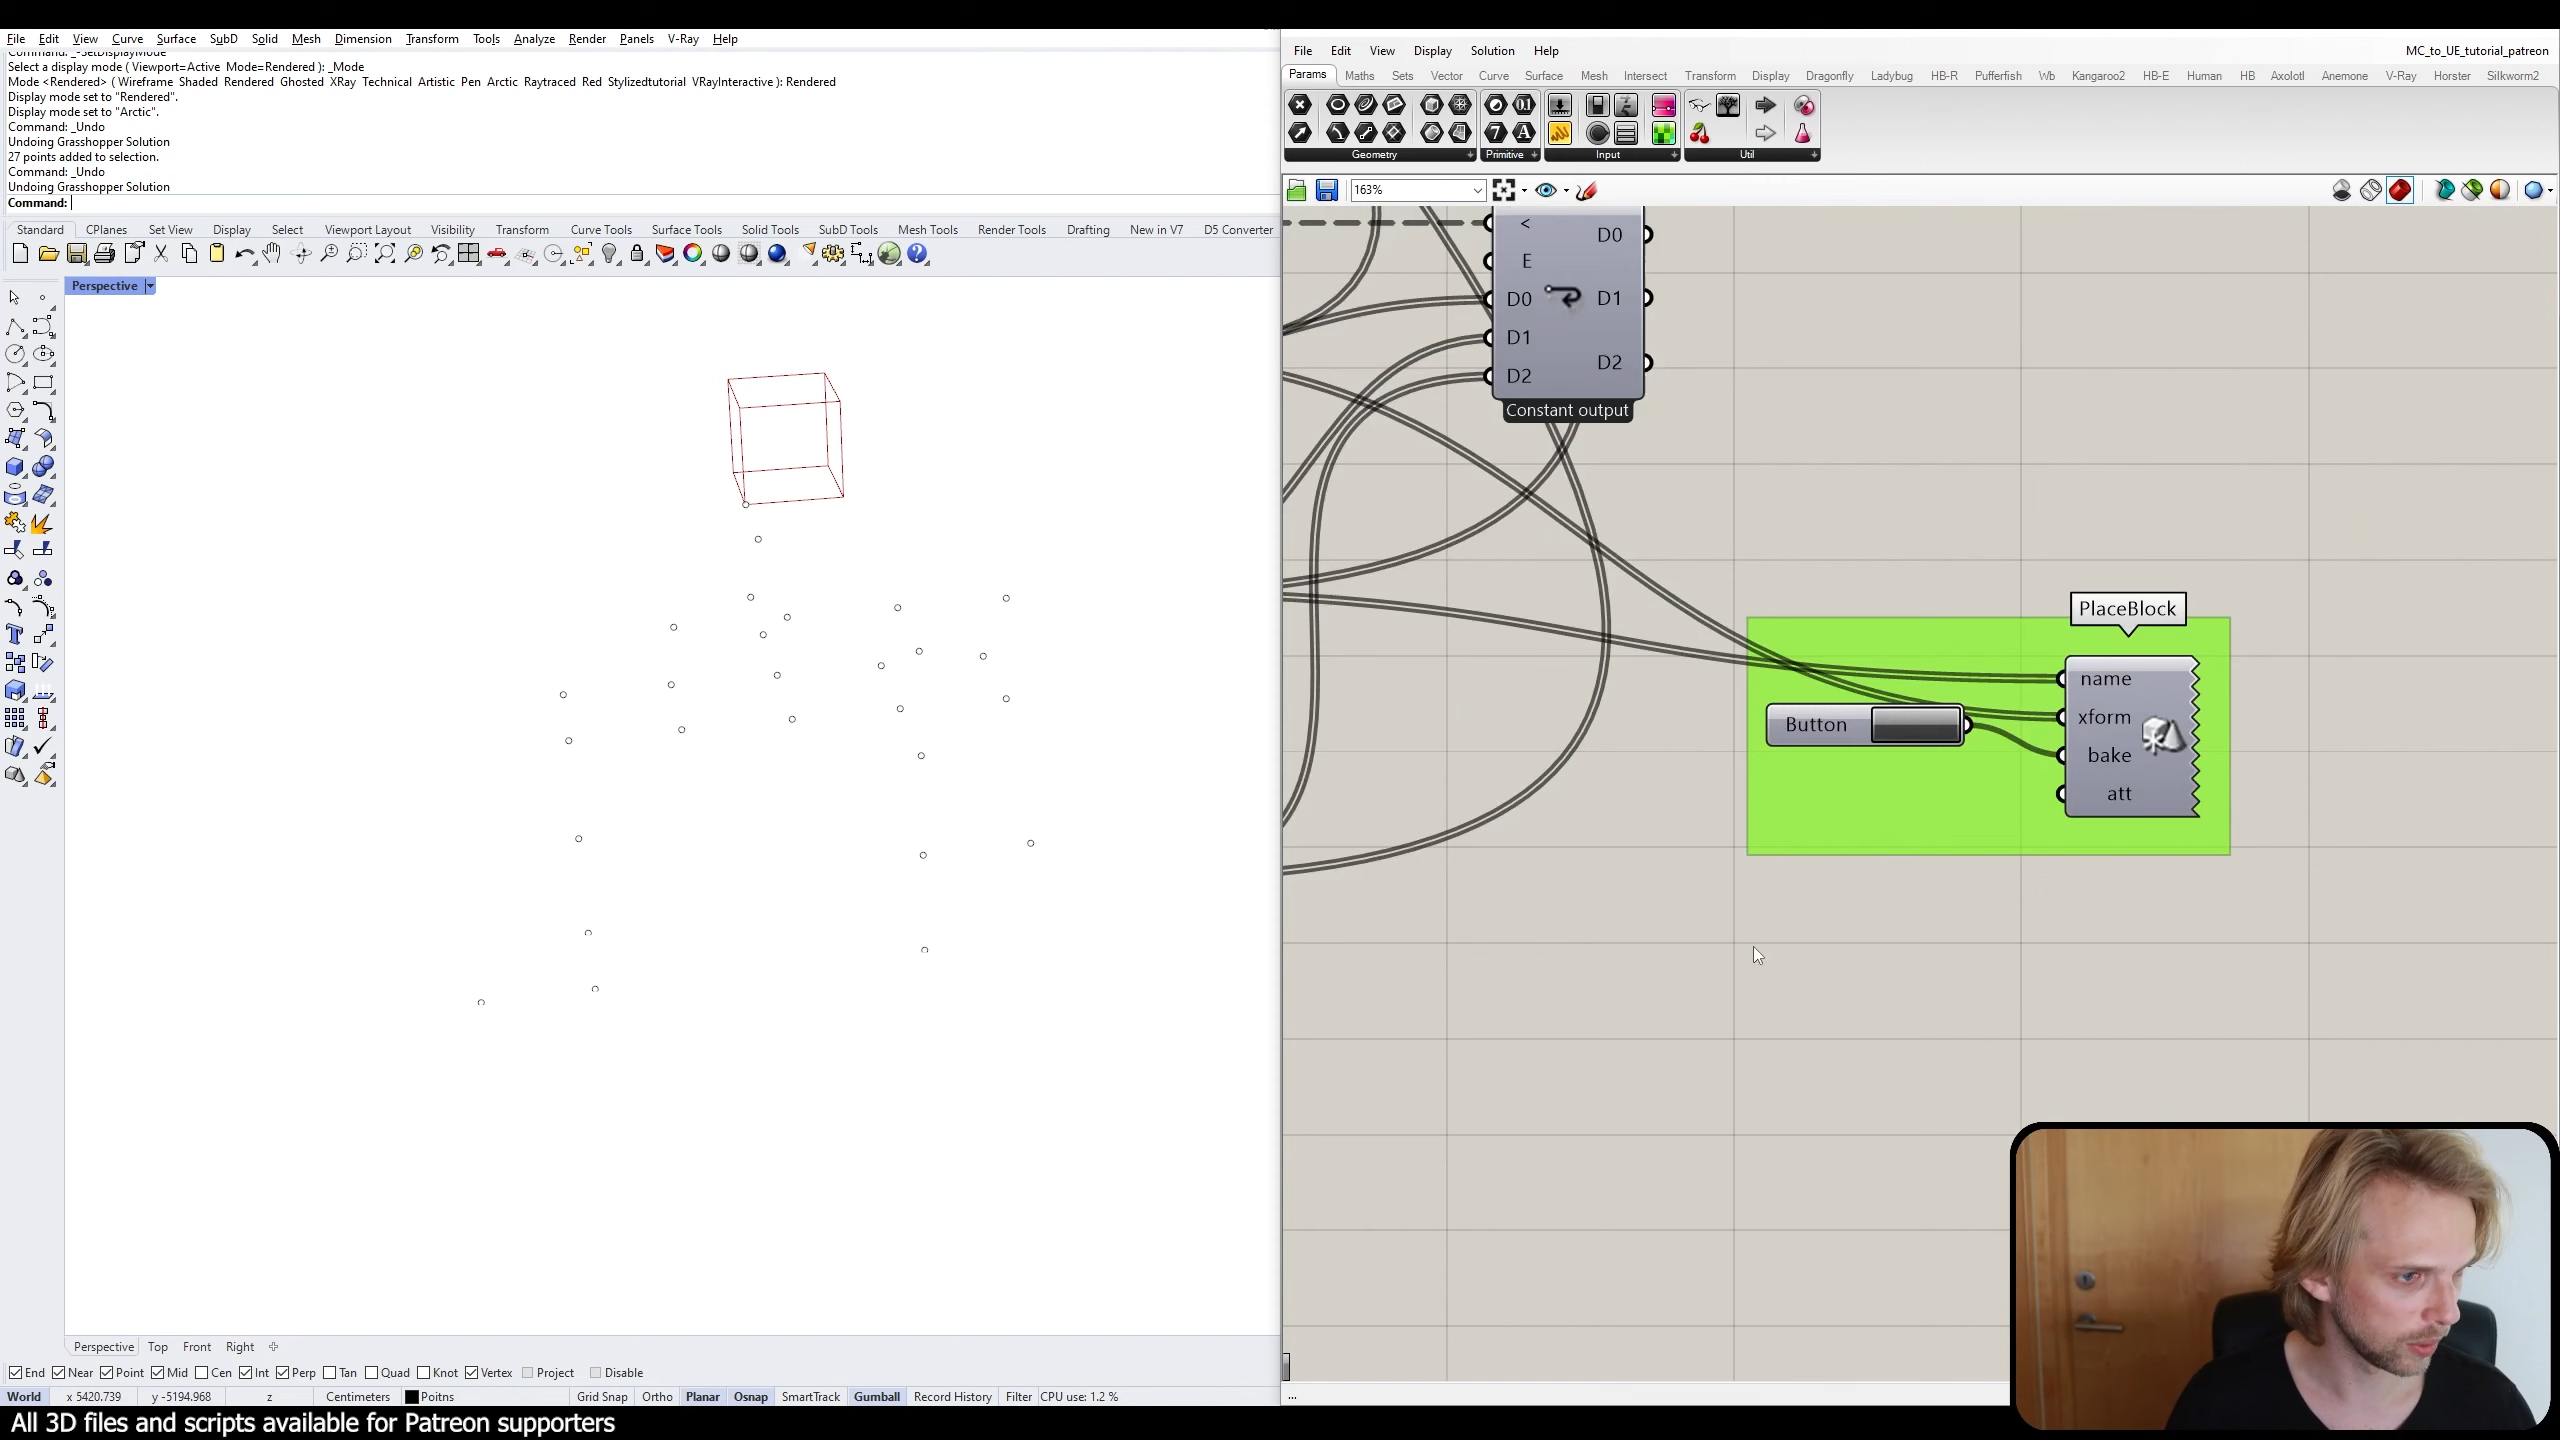 File Edit View Curve Surface SubD Solid Mesh Dimension Transform Tools Analyze Render Panels V-Ray Help
Command: _-SetDisplayMode
Select a display mode ( Viewport=Active Mode=Rendered ): _Mode
Mode <Rendered> ( Wireframe Shaded Rendered Ghosted XRay Technical Artistic Pen Arctic Raytraced Red Stylizedtutorial VRayInteractive ): Rendered
Display mode set to "Rendered".
Display mode set to "Arctic".
Command: _Undo
Undoing Grasshopper Solution
27 points added to selection.
Command: _Undo
Undoing Grasshopper Solution
Command:
Standard CPlanes Set View Display Select Viewport Layout Visibility Transform Curve Tools Surface Tools Solid Tools SubD Tools Mesh Tools Render Tools Drafting New in V7 D5 Converter
Perspective
Perspective Top Front Right
End Near Point Mid Cen Int Perp Tan Quad Knot Vertex Project Disable
World x 5420.739 y -5194.968 z Centimeters Poitns Grid Snap Ortho Planar Osnap SmartTrack Gumball Record History Filter CPU use: 1.2 %
All 3D files and scripts available for Patreon supporters
File Edit View Display Solution Help
MC_to_UE_tutorial_patreon
Params Maths Sets Vector Curve Surface Mesh Intersect Transform Display Dragonfly Ladybug HB-R Pufferfish Wb Kangaroo2 HB-E Human HB Axolotl Anemone V-Ray Horster Silkworm2
Geometry Primitive Input Util
163%
< D0
E
D0 D1
D1
D2 D2
Constant output
PlaceBlock
name
Button
xform
bake
att
...